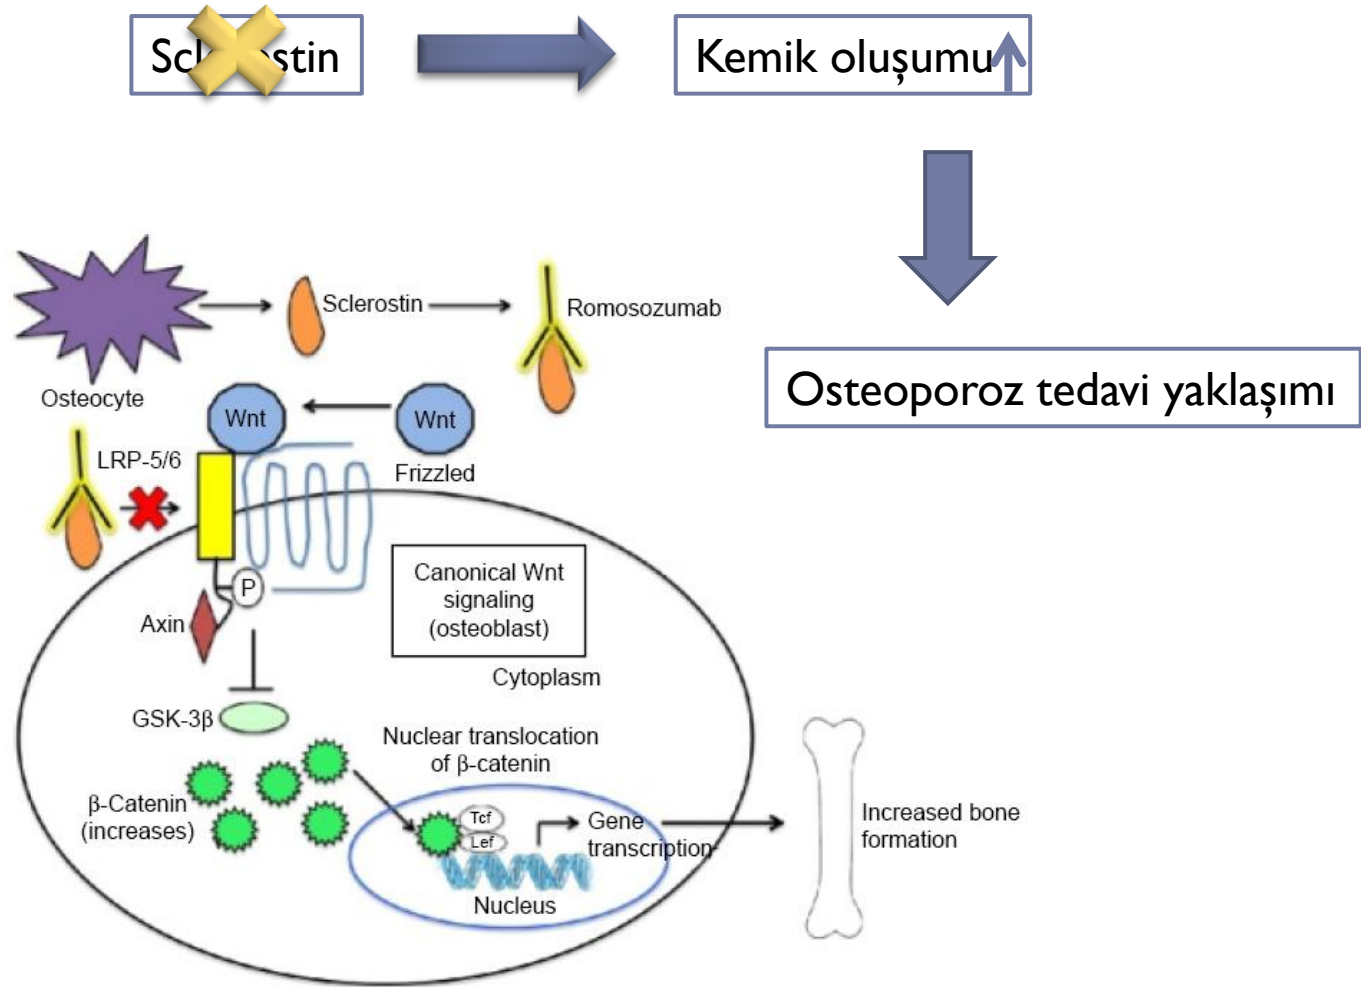 Sclerostin
Kemik oluşumu
Osteoporoz tedavi yaklaşımı
Sclerostin
Romosozumab
Osteocyte
Wnt
Wnt
LRP-5/6
Frizzled
P
Canonical Wnt
signaling
(osteoblast)
Axin
Cytoplasm
GSK-3β
Nuclear translocation
of β-catenin
β-Catenin
(increases)
Tcf
Lef
Gene
transcription
Nucleus
Increased bone
formation